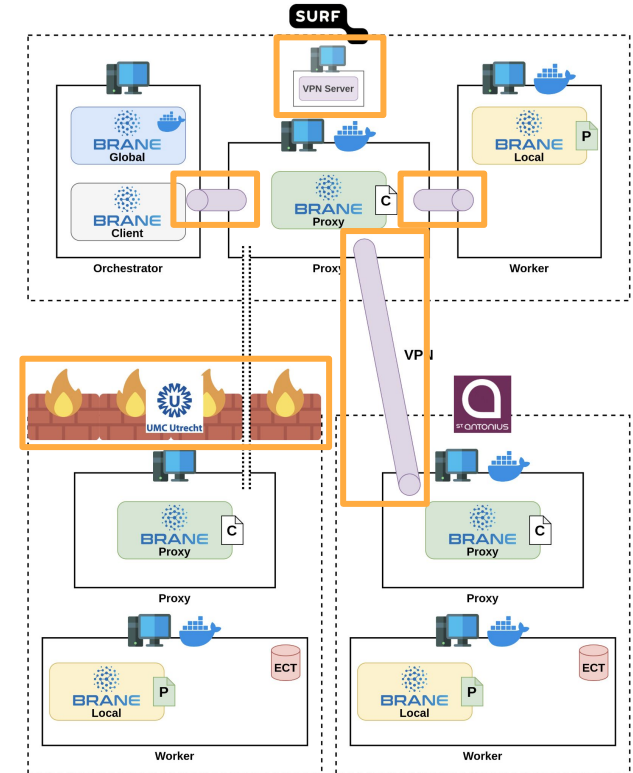 SURF
VPN Server
BRANE
Global
BRANE
Client
Orchestrator
BRANE
Proxy
C
Proxy
BRANE
Local
P
Worker
VPN
UMC Utrecht
ST ANTONIUS
BRANE
Proxy
C
Proxy
BRANE
Proxy
C
Proxy
ECT
BRANE
Local
P
Worker
ECT
BRANE
Local
P
Worker